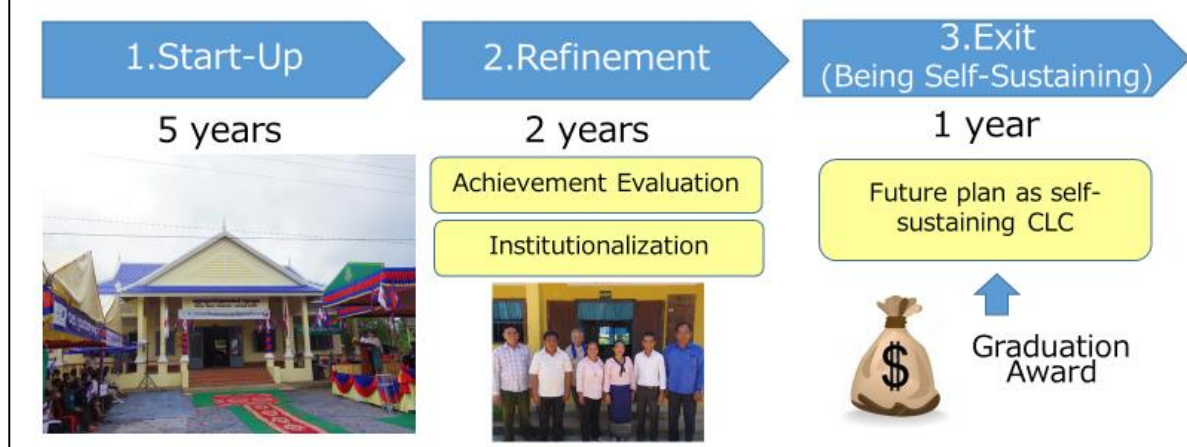 1.Start-Up
2.Refinement
3.Exit
(Being Self-Sustaining)
5 years
2 years
1 year
Achievement Evaluation
Institutionalization
Future plan as self-
sustaining CLC
$
Graduation
Award